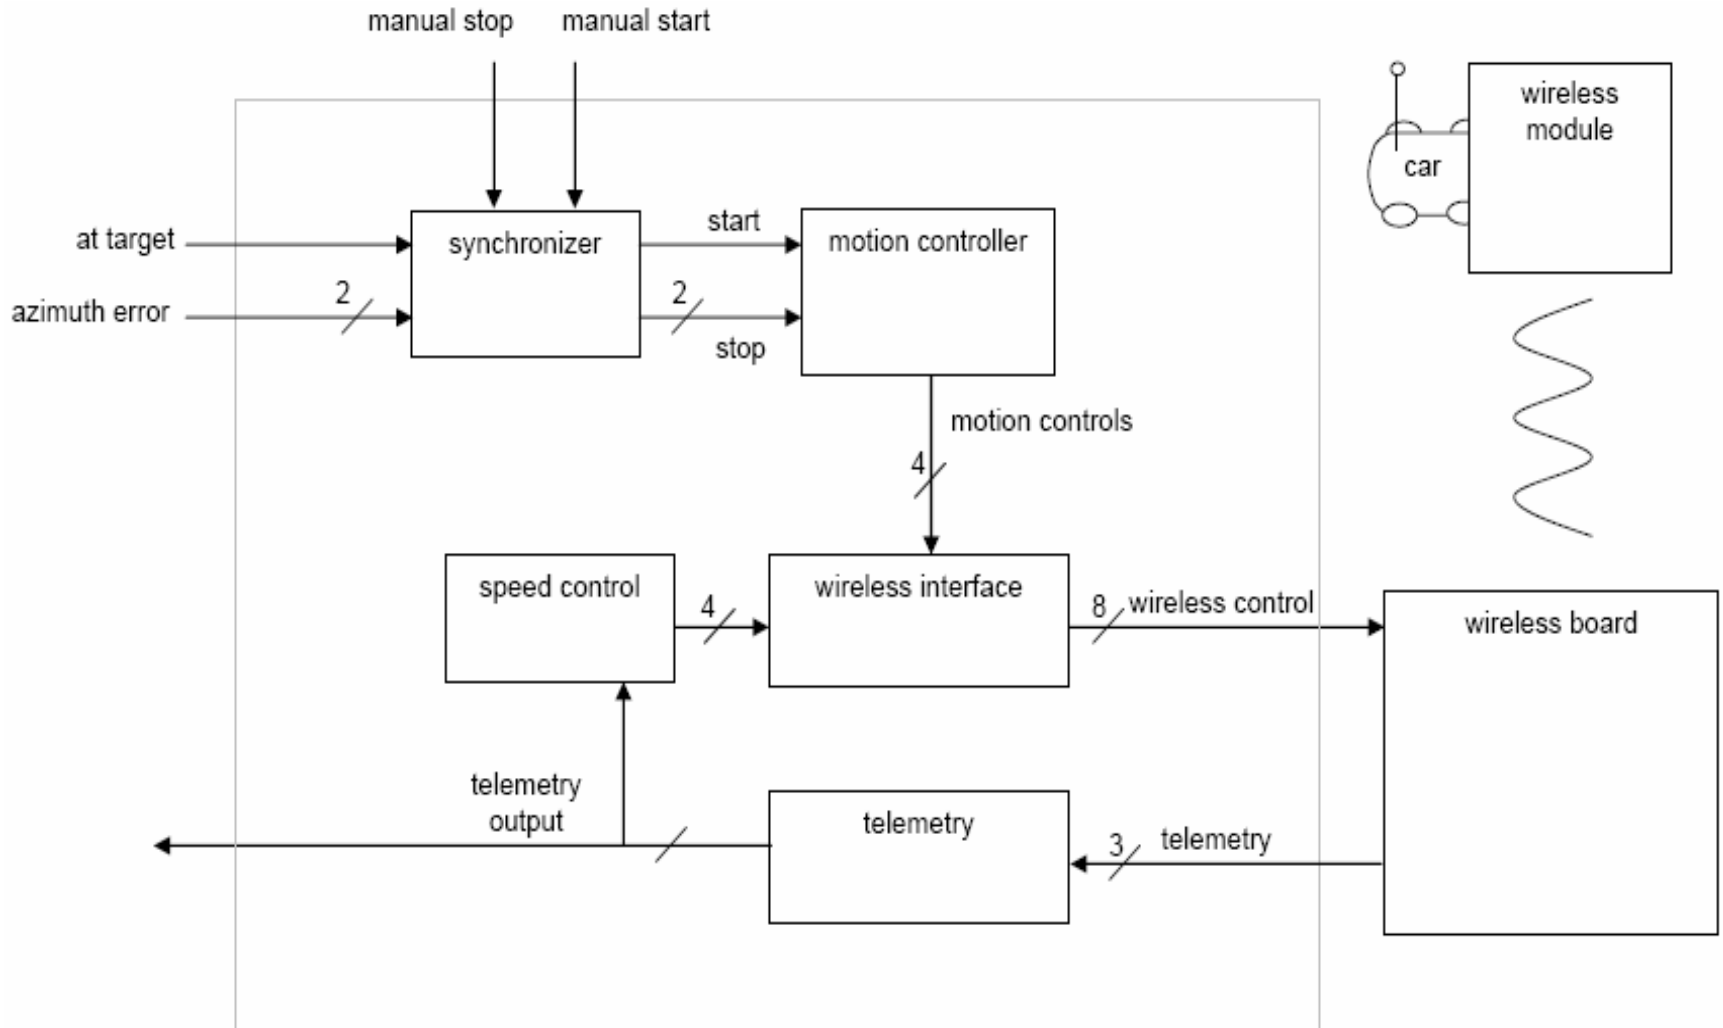 manual stop
manual start
wireless
module
car
at target
synchronizer
start
motion controller
azimuth error
2
2
stop
motion controls
4
speed control
4
wireless interface
8
wireless control
wireless board
telemetry
output
telemetry
3
telemetry